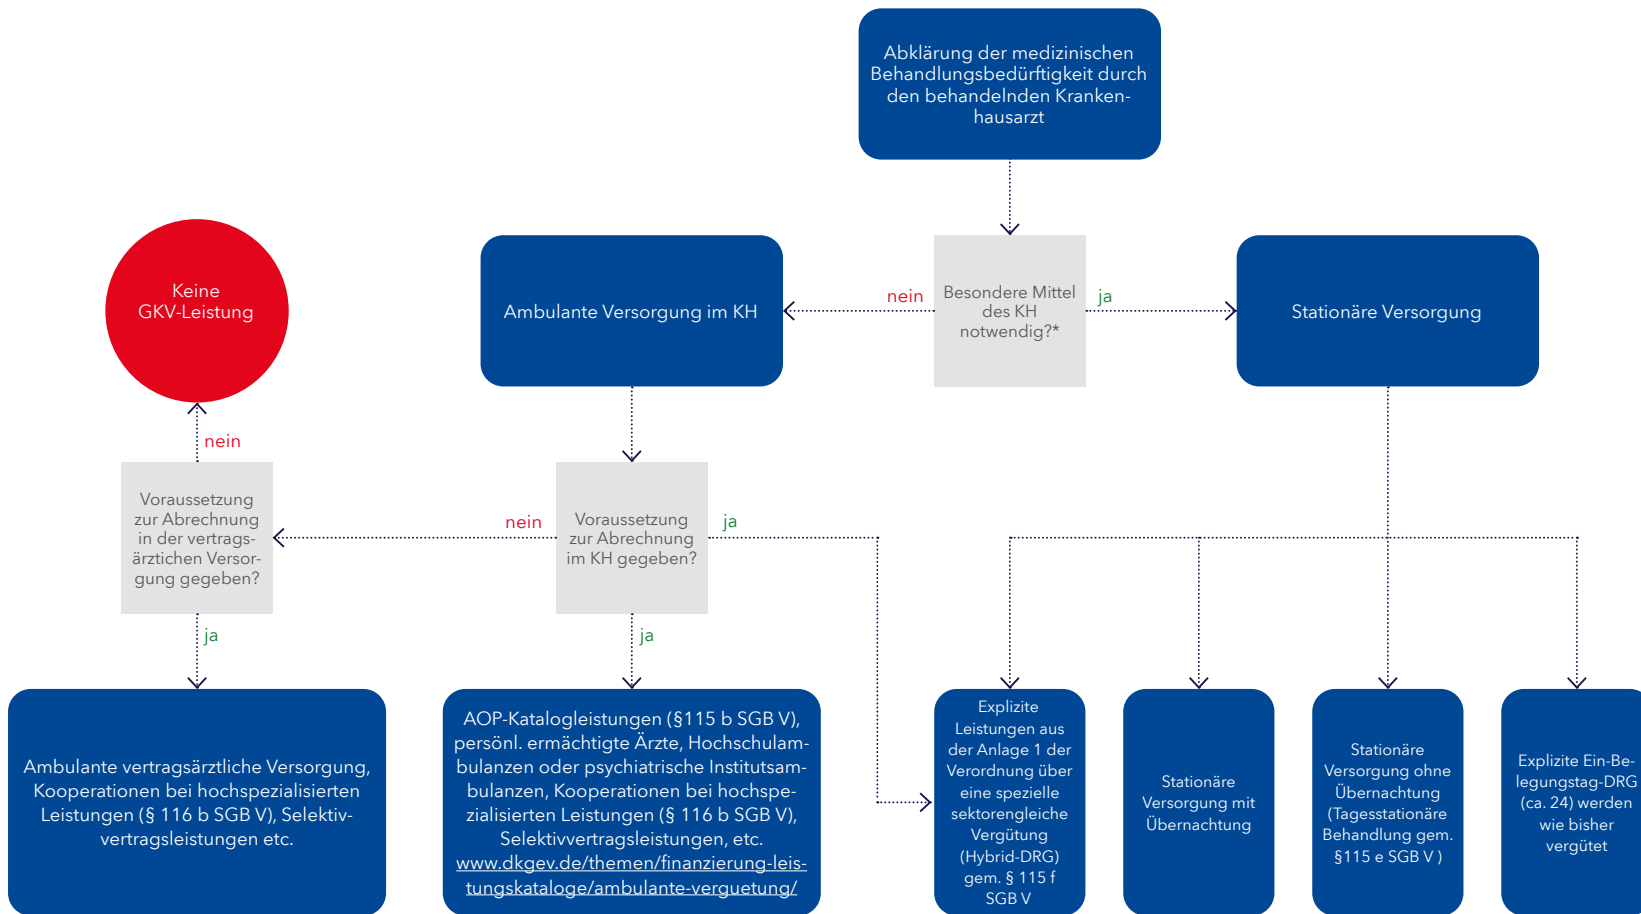 Abklärung der medizinischen
Behandlungsbedürftigkeit durch
den behandelnden Kranken-
hausarzt
Keine
GKV-Leistung
Ambulante Versorgung im KH
nein
Besondere Mittel
des KH
notwendig?*
ja
Stationäre Versorgung
nein
Voraussetzung
zur Abrechnung
in der vertrags-
ärztichen Versor-
gung gegeben?
nein
Voraussetzung
zur Abrechnung
im KH gegeben?
ja
ja
ja
Ambulante vertragsärztliche Versorgung,
Kooperationen bei hochspezialisierten
Leistungen (§ 116 b SGB V), Selektiv-
vertragsleistungen etc.
AOP-Katalogleistungen (§115 b SGB V),
persönl. ermächtigte Ärzte, Hochschulam-
bulanzen oder psychiatrische Institutsam-
bulanzen, Kooperationen bei hochspe-
zialisierten Leistungen (§ 116 b SGB V),
Selektivvertragsleistungen, etc.
www.dkgev.de/themen/finanzierung-leis-
tungskataloge/ambulante-verguetung/
Explizite
Leistungen aus
der Anlage 1 der
Verordnung über
eine spezielle
sektorengleiche
Vergütung
(Hybrid-DRG)
gem. § 115 f
SGB V
Stationäre
Versorgung mit
Übernachtung
Stationäre
Versorgung ohne
Übernachtung
(Tagesstationäre
Behandlung gem.
§115 e SGB V )
Explizite Ein-Be-
legungstag-DRG
(ca. 24) werden
wie bisher
vergütet